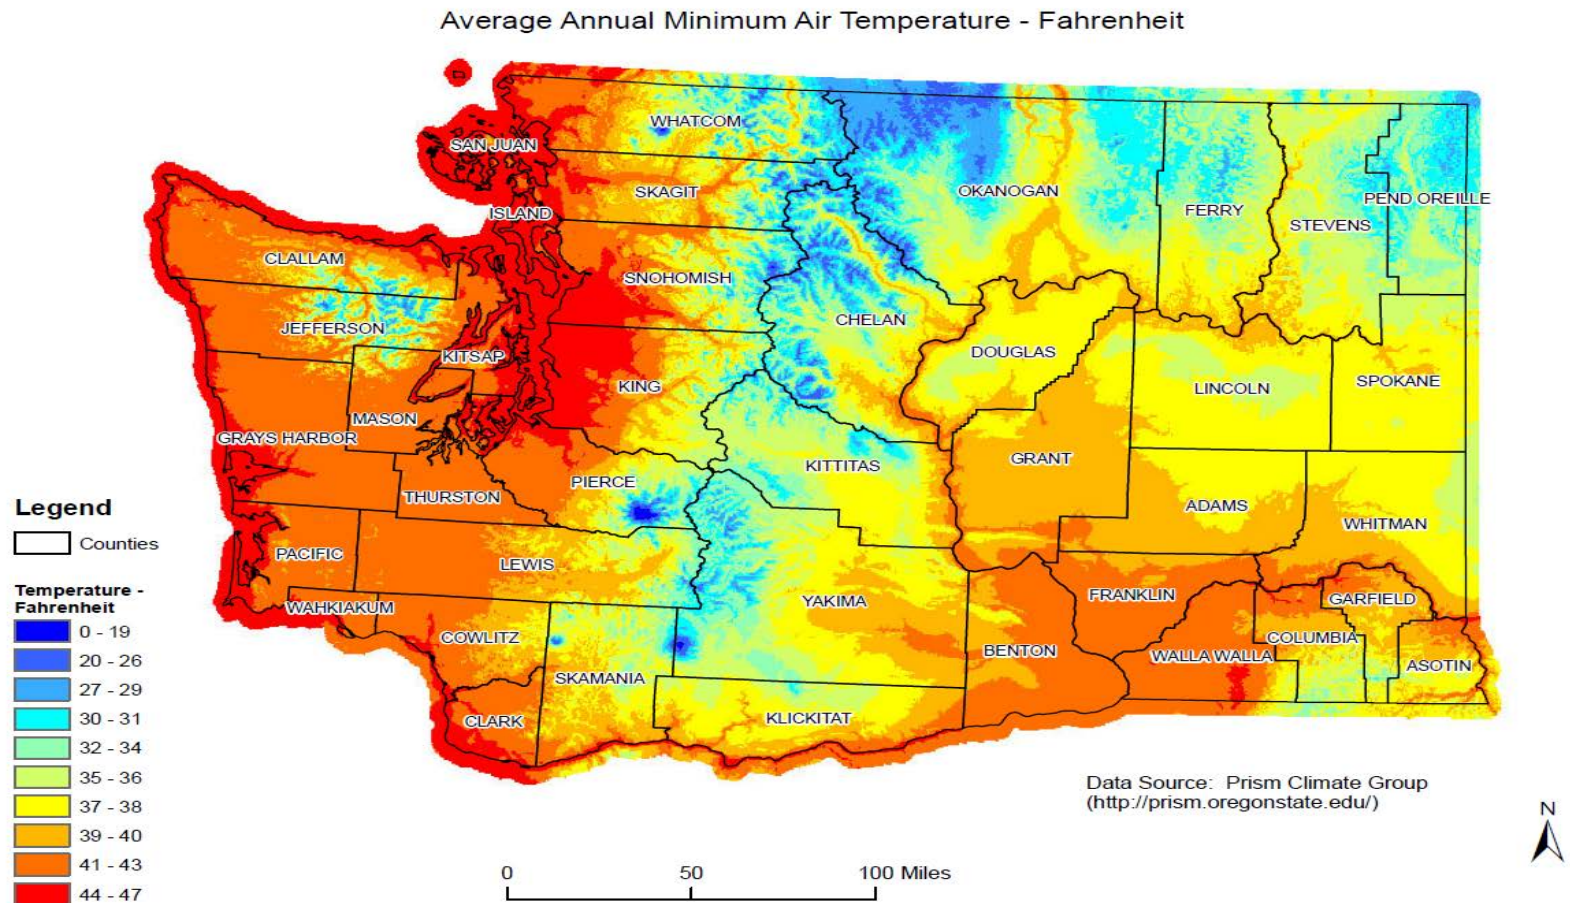 Average Annual Minimum Air Temperature - Fahrenheit
WHATCOM
SAN JUAN
SKAGIT
OKANOGAN
PEND OREILLE
ISLAND
FERRY
STEVENS
CLALLAM
SNOHOMISH
CHELAN
JEFFERSON
KITSAP
DOUGLAS
KING
LINCOLN
SPOKANE
MASON
GRAYS HARBOR
GRANT
KITTITAS
PIERCE
THURSTON
ADAMS
WHITMAN
PACIFIC
LEWIS
YAKIMA
FRANKLIN
GARFIELD
WAHKIAKUM
COWLITZ
COLUMBIA
BENTON
WALLA WALLA
ASOTIN
SKAMANIA
CLARK
KLICKITAT
Legend
Counties
Temperature -
Fahrenheit
0 - 19
20 - 26
27 - 29
30 - 31
32 - 34
35 - 36
37 - 38
39 - 40
41 - 43
44 - 47
Data Source: Prism Climate Group
(http://prism.oregonstate.edu/)
N
0 50 100 Miles